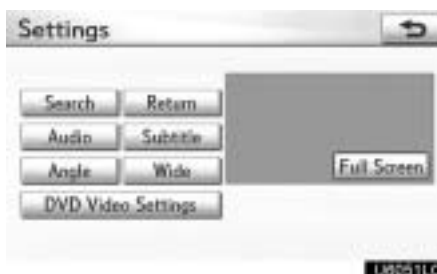 Settings
Search Return
Audio Subtitle
Angle Wide
Full Screen
DVD Video Settings